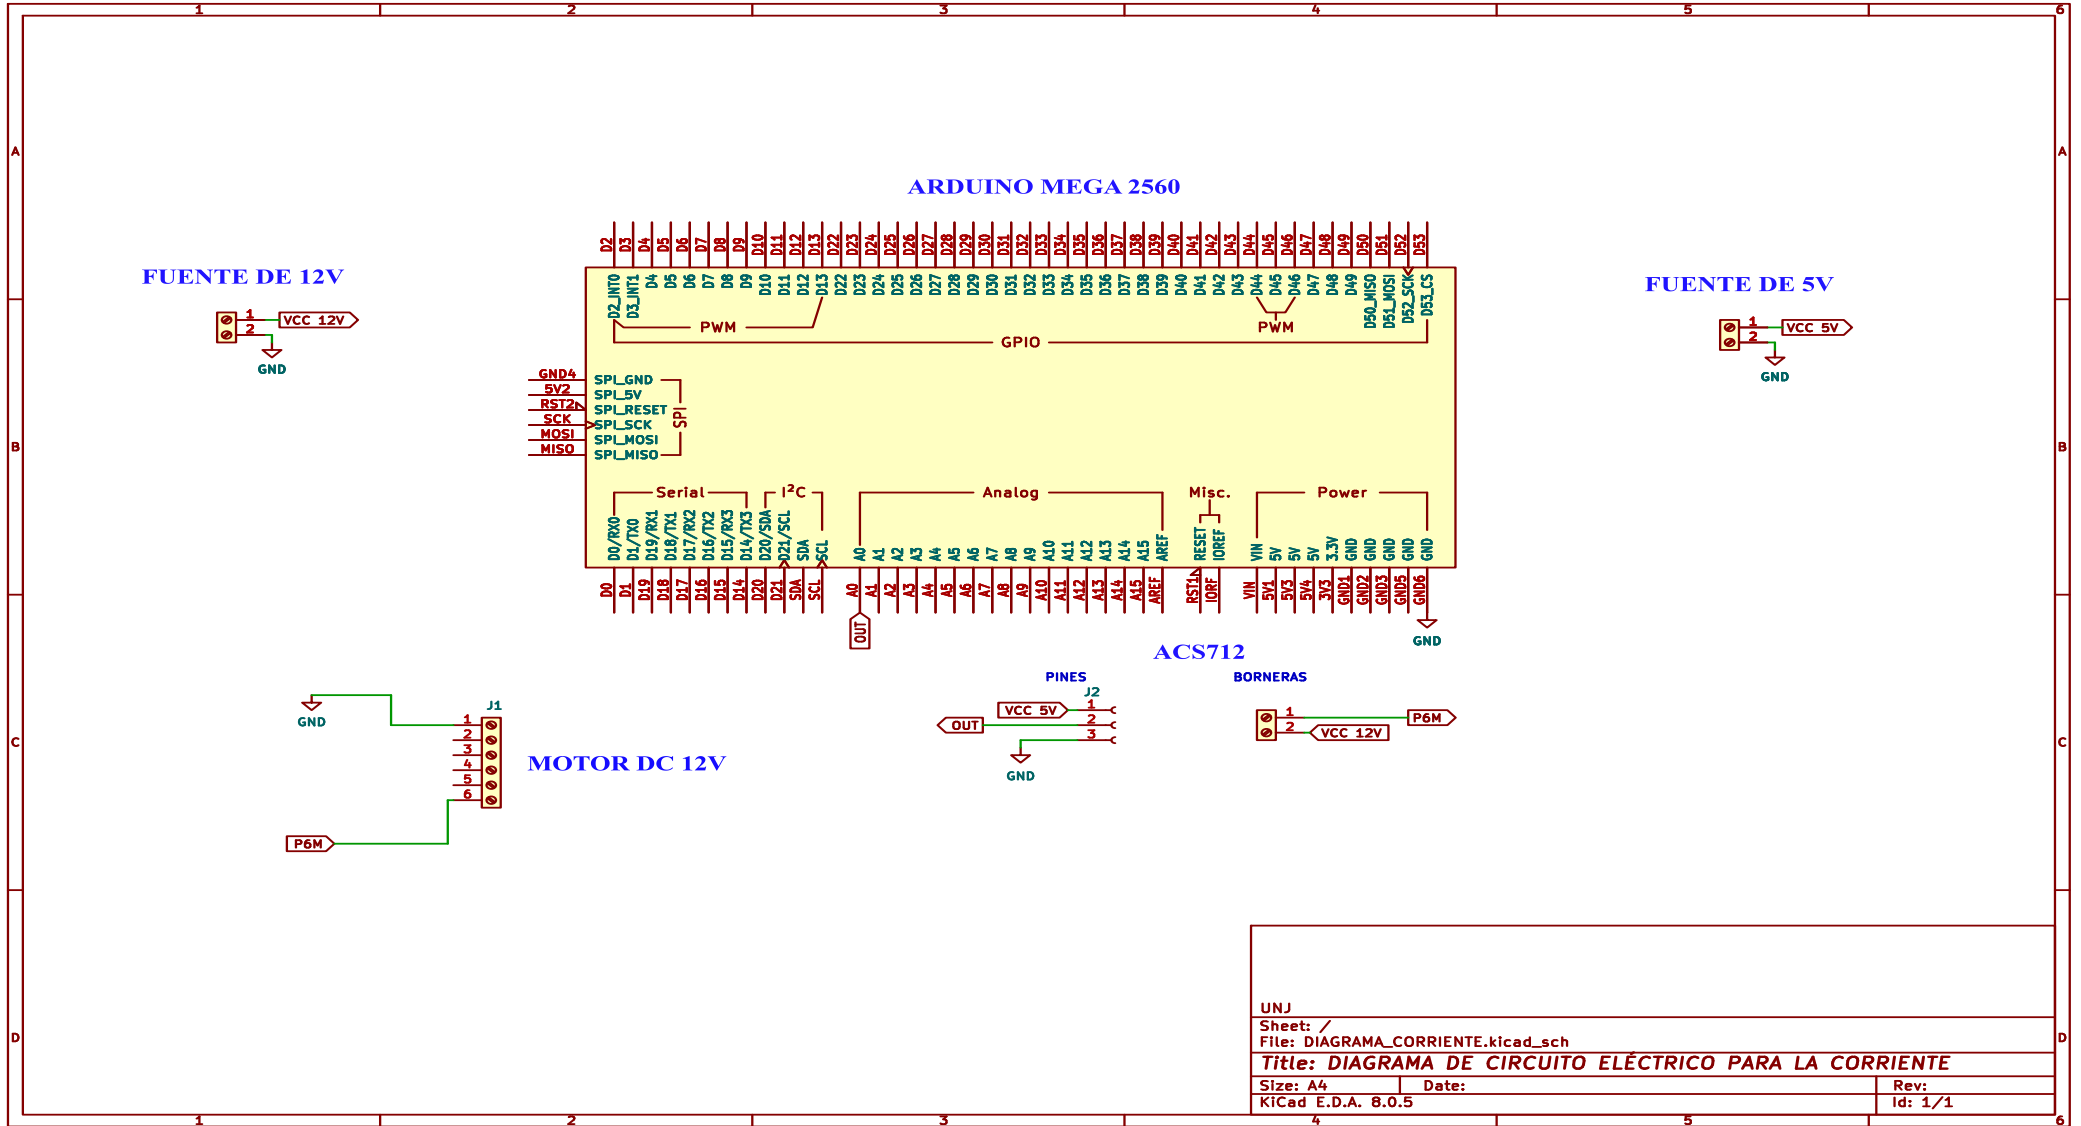 1 2 3 4 5 6
A A
ARDUINO MEGA 2560
D2 D3 D4 D5 D6 D7 D8 D9 D10 D11 D12 D13 D22 D23 D24 D25 D26 D27 D28 D29 D30 D31 D32 D33 D34 D35 D36 D37 D38 D39 D40 D41 D42 D43 D44 D45 D46 D47 D48 D49 D50 D51 D52 D53
D2_INT0 D3_INT1 D4 D5 D6 D7 D8 D9 D10 D11 D12 D13 D22 D23 D24 D25 D26 D27 D28 D29 D30 D31 D32 D33 D34 D35 D36 D37 D38 D39 D40 D41 D42 D43 D44 D45 D46 D47 D48 D49 D50_MISO D51_MOSI D52_SCK D53_CS
PWM PWM
GPIO
FUENTE DE 12V
1 VCC 12V
2
GND
FUENTE DE 5V
1 VCC 5V
2
GND
GND4 SPI_GND
5V2 SPI_5V
RST2 SPI_RESET
SCK SPI_SCK
MOSI SPI_MOSI
MISO SPI_MISO
SPI
B B
Serial I²C Analog Misc. Power
D0/RX0 D1/TX0 D19/RX1 D18/TX1 D17/RX2 D16/TX2 D15/RX3 D14/TX3 D20/SDA D21/SCL SDA SCL A0 A1 A2 A3 A4 A5 A6 A7 A8 A9 A10 A11 A12 A13 A14 A15 AREF RESET IOREF VIN 5V 5V 5V 3.3V GND GND GND GND GND
D0 D1 D19 D18 D17 D16 D15 D14 D20 D21 SDA SCL A0 A1 A2 A3 A4 A5 A6 A7 A8 A9 A10 A11 A12 A13 A14 A15 AREF RST1 IORF VIN 5V1 5V3 5V4 3V3 GND1 GND2 GND3 GND5 GND6
OUT
GND
GND
J1
1
2
3
4
5
6
MOTOR DC 12V
P6M
ACS712
PINES
J2
VCC 5V 1
OUT 2
3
GND
BORNERAS
1 P6M
2 VCC 12V
C C
D D
UNJ
Sheet: /
File: DIAGRAMA_CORRIENTE.kicad_sch
Title: DIAGRAMA DE CIRCUITO ELÉCTRICO PARA LA CORRIENTE
Size: A4 Date: Rev:
KiCad E.D.A. 8.0.5 Id: 1/1
1 2 3 4 5 6